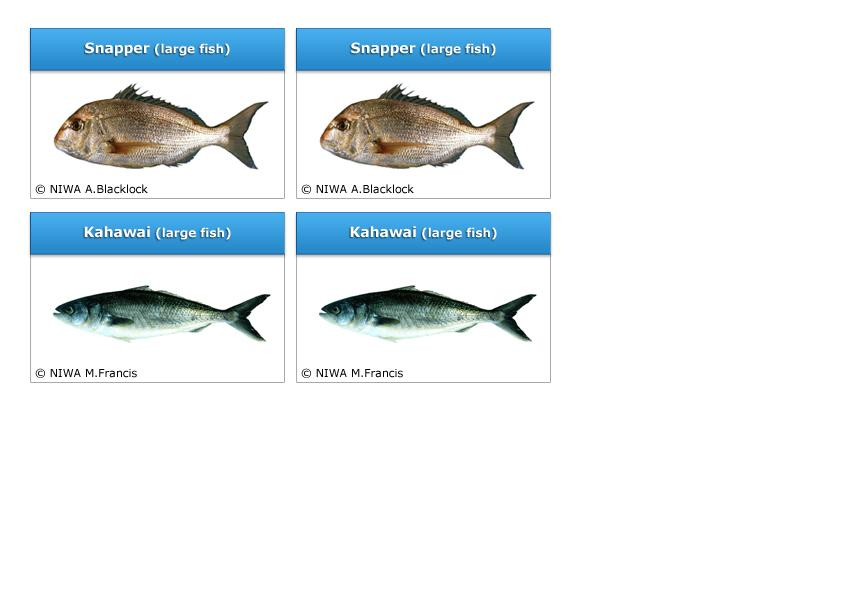 Snapper (large fish)
Snapper (large fish)
© NIWA A.Blacklock
© NIWA A.Blacklock
Kahawai (large fish)
Kahawai (large fish)
© NIWA M.Francis
© NIWA M.Francis